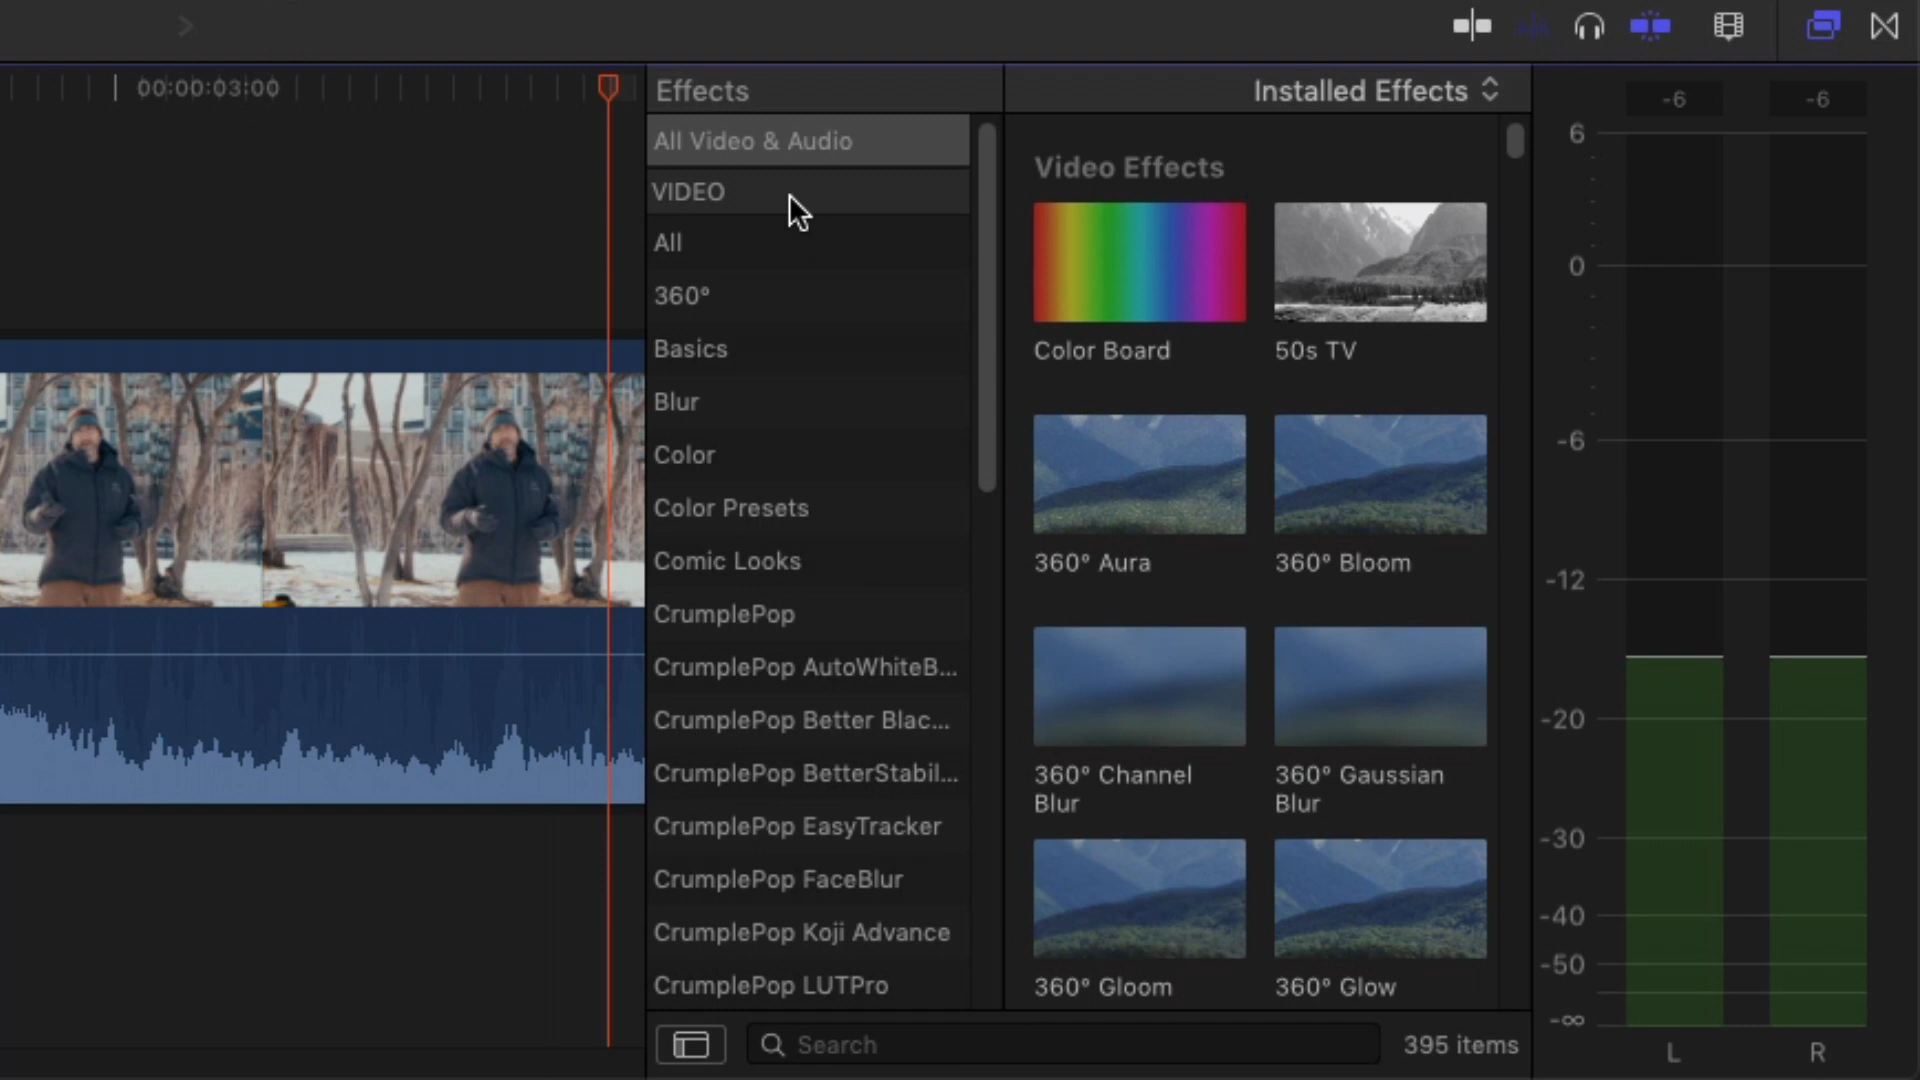 00:00:03:00
Effects
Installed Effects
All Video & Audio
VIDEO
All
360°
Basics
Blur
Color
Color Presets
Comic Looks
CrumplePop
CrumplePop AutoWhiteB...
CrumplePop Better Blac...
CrumplePop BetterStabil...
CrumplePop EasyTracker
CrumplePop FaceBlur
CrumplePop Koji Advance
CrumplePop LUTPro
Video Effects
Color Board
50s TV
360° Aura
360° Bloom
360° Channel
Blur
360° Gaussian
Blur
360° Gloom
360° Glow
Search
395 items
-6
-6
6
0
-6
-12
-20
-30
-40
-50
-∞
L
R